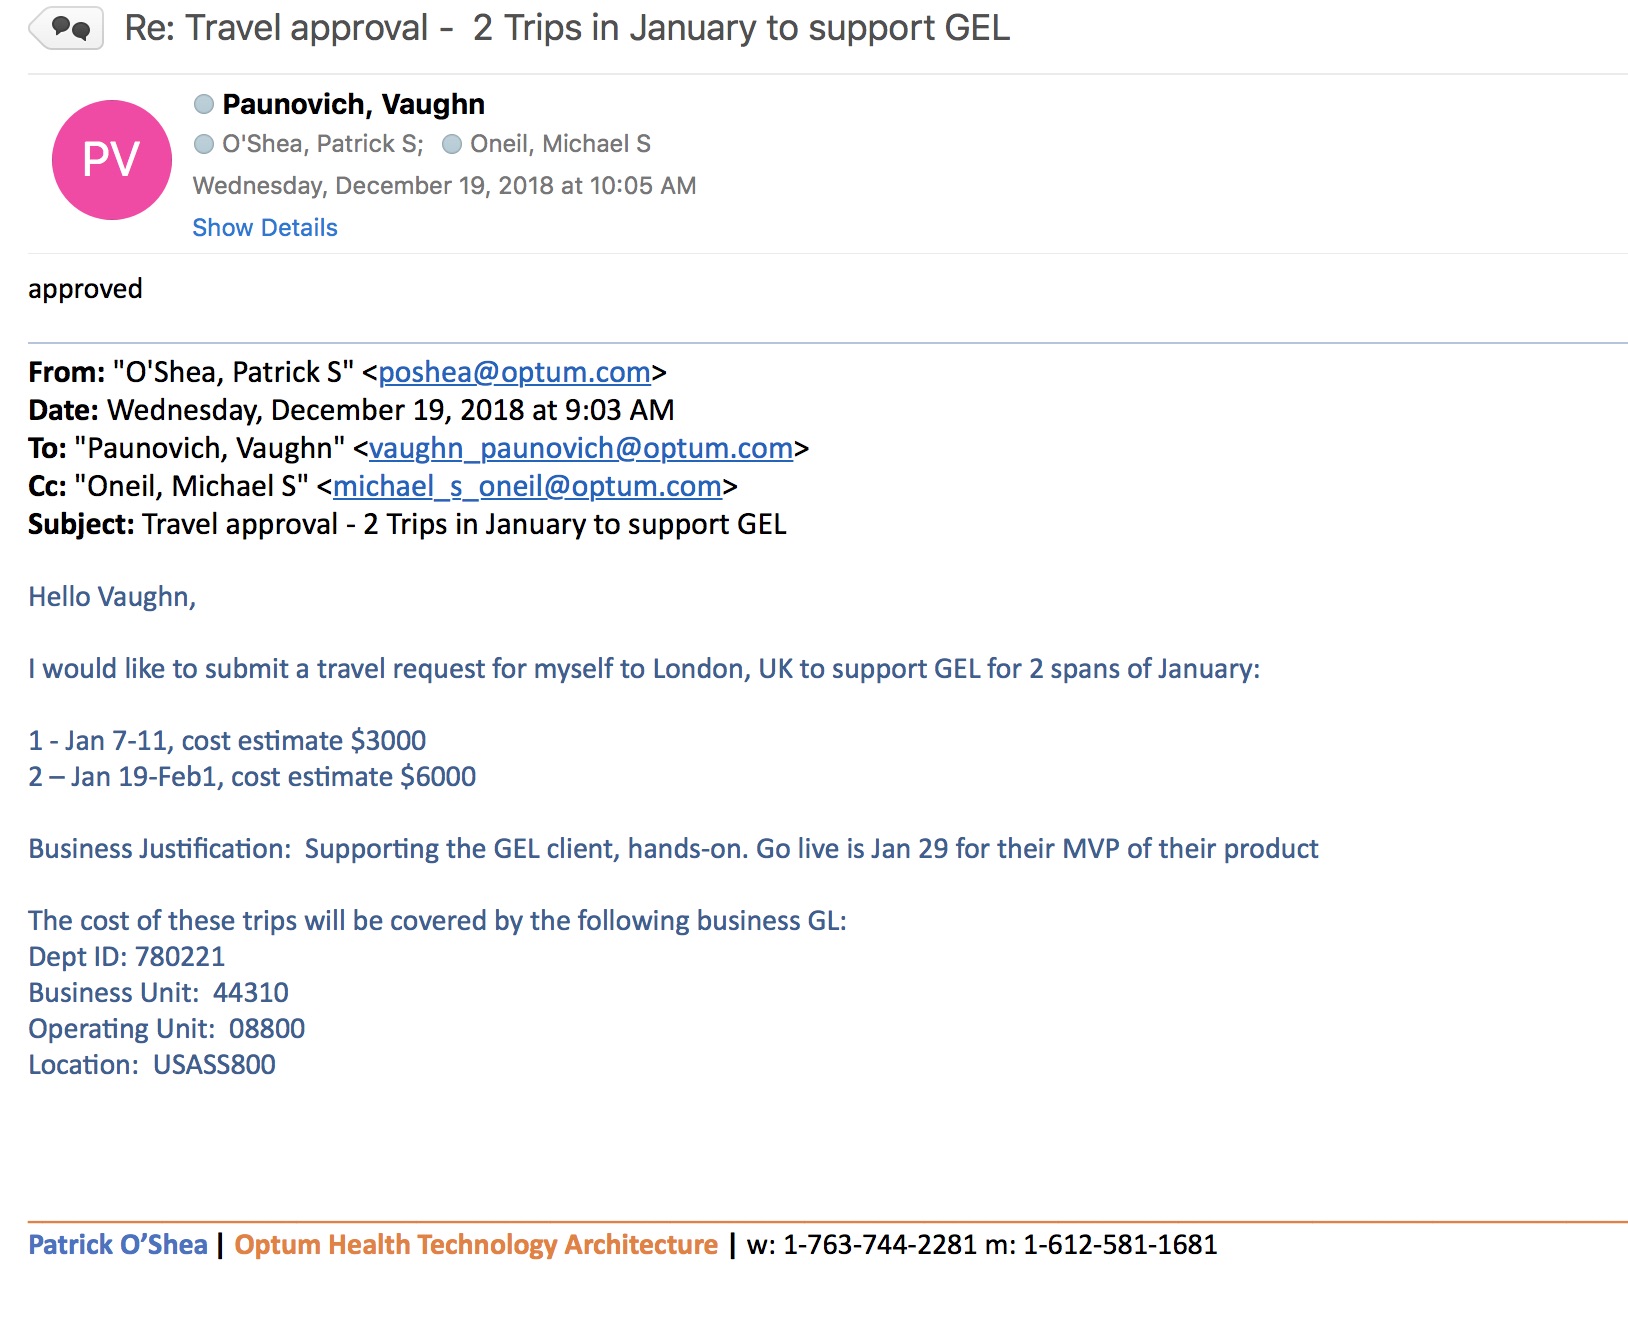 Re: Travel approval -  2 Trips in January to support GEL
PV
Paunovich, Vaughn
O'Shea, Patrick S; Oneil, Michael S
Wednesday, December 19, 2018 at 10:05 AM
Show Details
approved
From: "O'Shea, Patrick S" <poshea@optum.com>
Date: Wednesday, December 19, 2018 at 9:03 AM
To: "Paunovich, Vaughn" <vaughn_paunovich@optum.com>
Cc: "Oneil, Michael S" <michael_s_oneil@optum.com>
Subject: Travel approval - 2 Trips in January to support GEL
Hello Vaughn,
I would like to submit a travel request for myself to London, UK to support GEL for 2 spans of January:
1 - Jan 7-11, cost estimate $3000
2 – Jan 19-Feb1, cost estimate $6000
Business Justification:  Supporting the GEL client, hands-on. Go live is Jan 29 for their MVP of their product
The cost of these trips will be covered by the following business GL:
Dept ID: 780221
Business Unit:  44310
Operating Unit:  08800
Location:  USASS800
Patrick O’Shea | Optum Health Technology Architecture | w: 1-763-744-2281 m: 1-612-581-1681